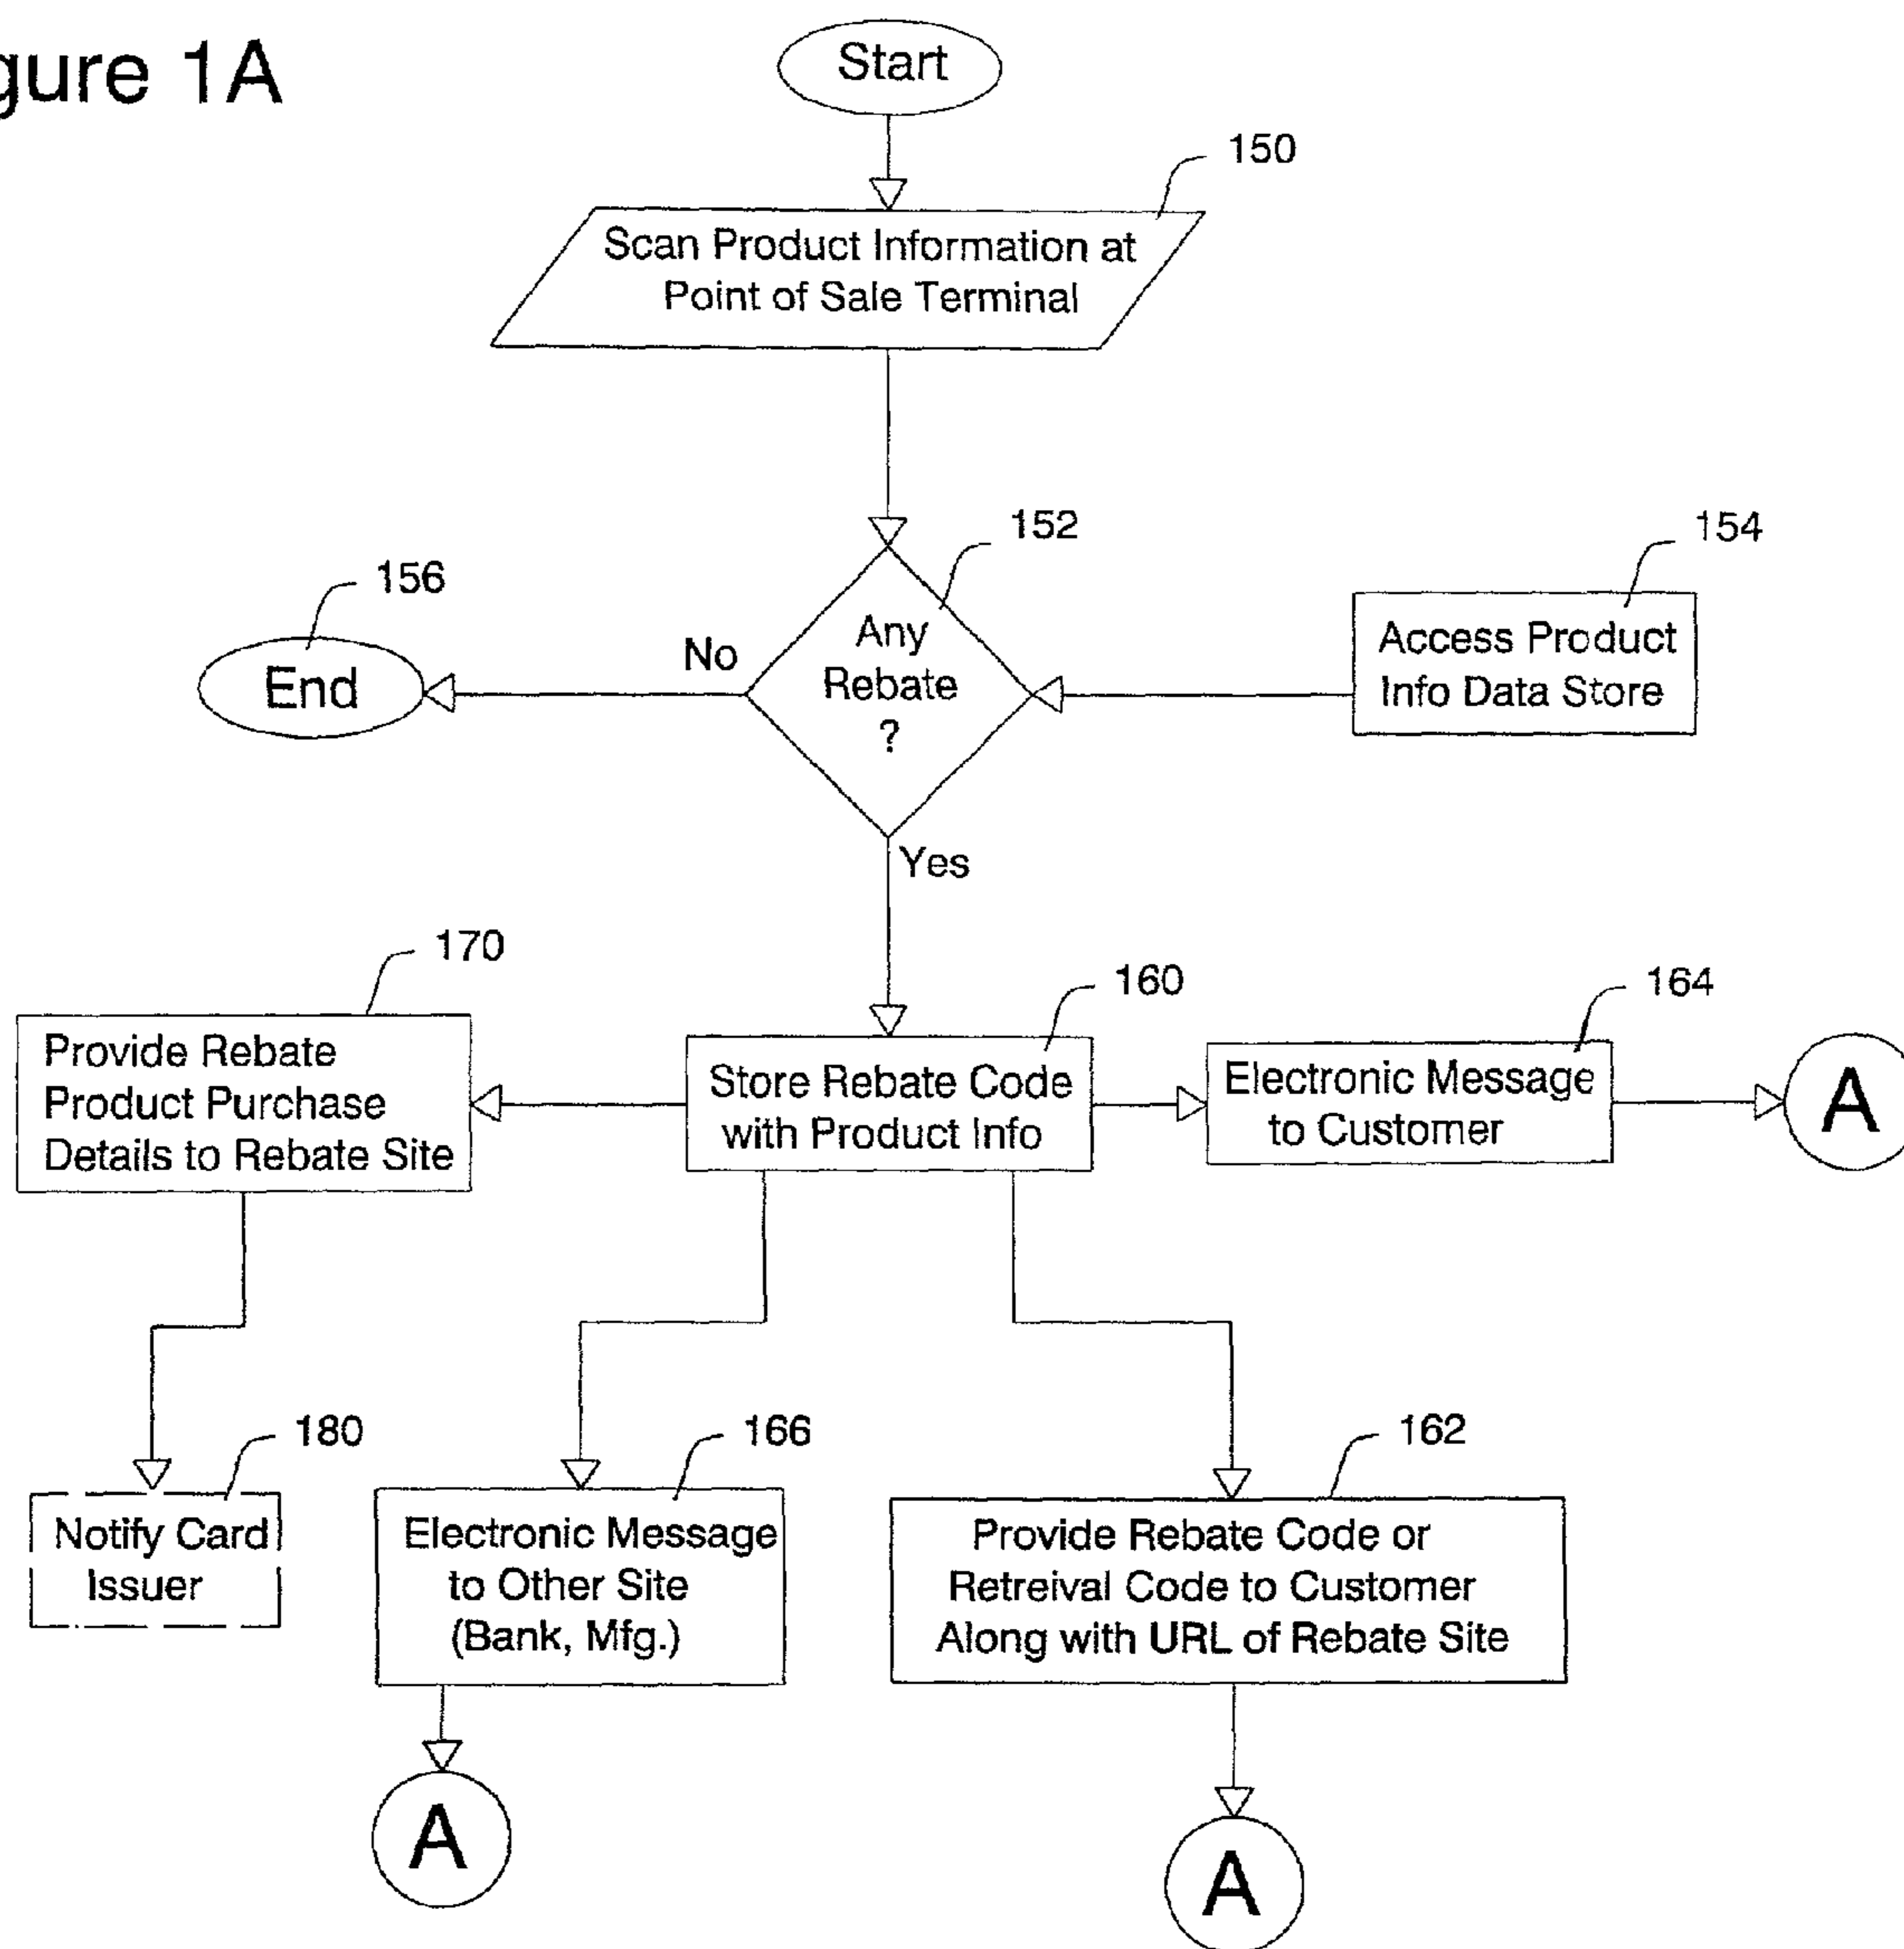 gure 1A
Start
150
Scan Product Information at
Point of Sale Terminal
152
154
156
Any
Rebate
?
No
End
Access Product
Info Data Store
Yes
170
160
164
Provide Rebate
Product Purchase
Details to Rebate Site
Store Rebate Code
with Product Info
Electronic Message
to Customer
A
180
166
162
Notify Card
Issuer
Electronic Message
to Other Site
(Bank, Mfg.)
Provide Rebate Code or
Retreival Code to Customer
Along with URL of Rebate Site
A
A